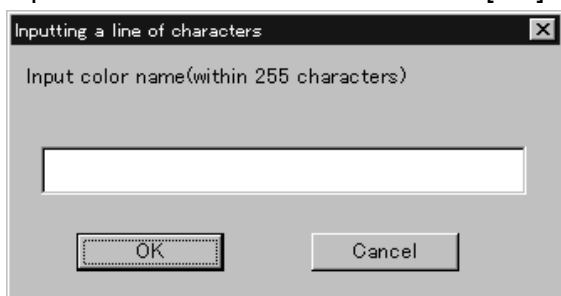 Inputting a line of characters
Input color name(within 255 characters)
OK Cancel